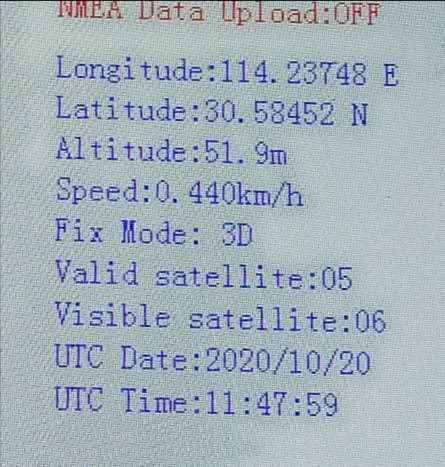 NMEA Data Upload:OFF
Longitude:114.23748 E
Latitude:30.58452 N
Altitude:51.9m
Speed:0.440km/h
Fix Mode: 3D
Valid satellite:05
Visible satellite:06
UTC Date:2020/10/20
UTC Time:11:47:59